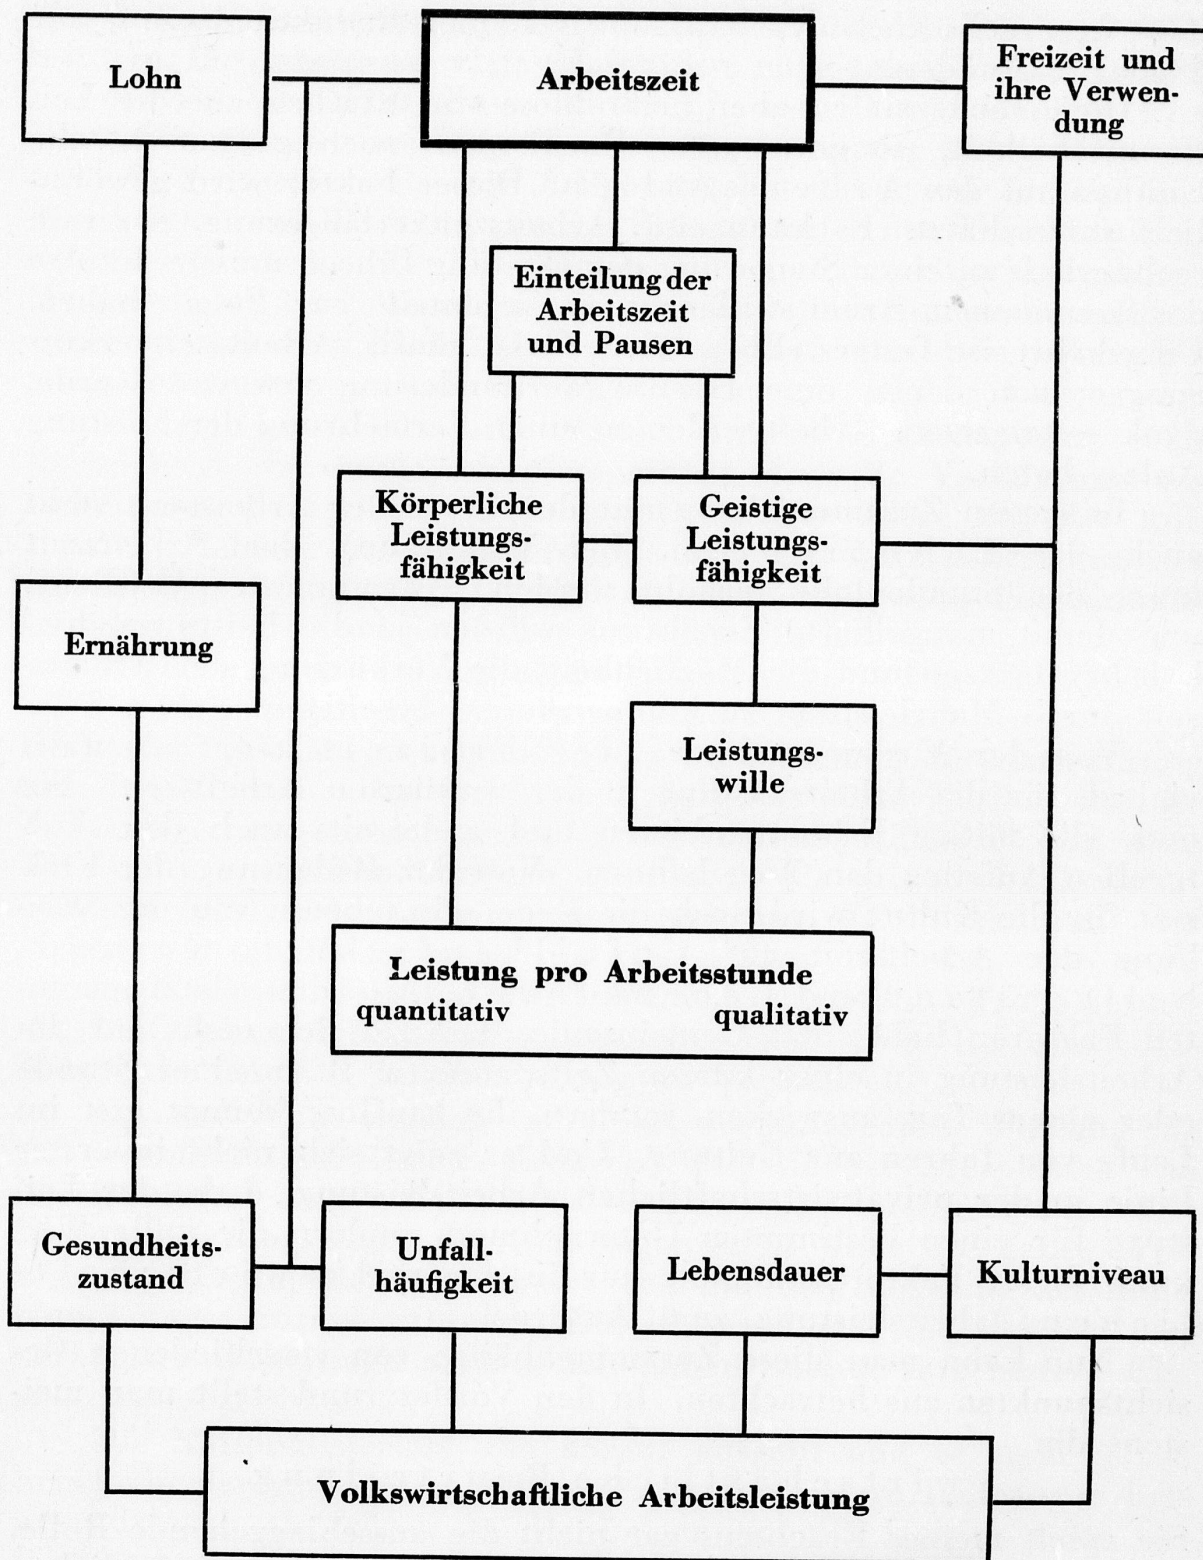 Lohn
Arbeitszeit
Freizeit und
ihre Verwen-
dung
Einteilung der
Arbeitszeit
und Pausen
Körperliche
Leistungs-
fähigkeit
Geistige
Leistungs-
fähigkeit
Ernährung
Leistungs-
wille
Leistung pro Arbeitsstunde
quantitativ qualitativ
Gesundheits-
zustand
Unfall-
häufigkeit
Lebensdauer
Kulturniveau
Volkswirtschaftliche Arbeitsleistung